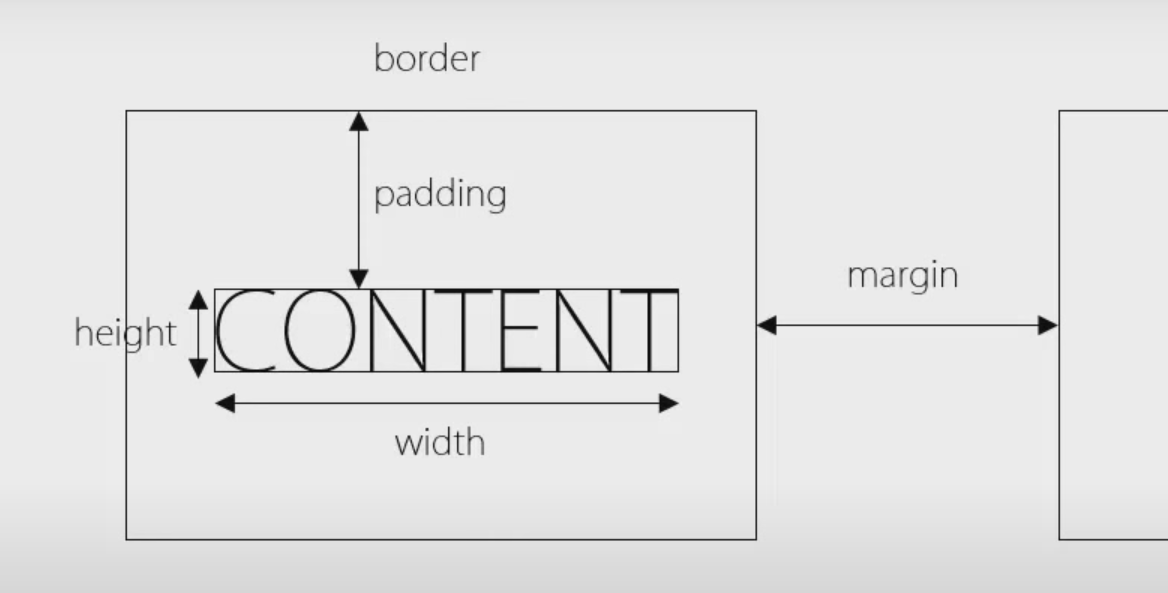 border
padding
margin
CONTENT
height
width